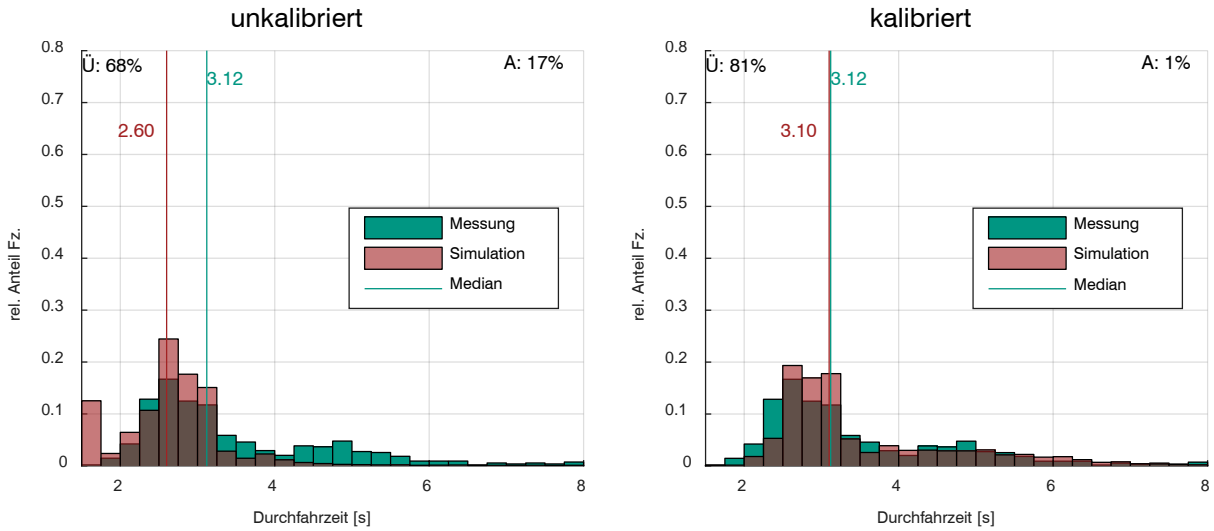 unkalibriert
Ü: 68%
A: 17%
3.12
2.60
0.8
0.7
0.6
0.5
0.4
0.3
0.2
0.1
0
rel. Anteil Fz.
Messung
Simulation
Median
2
4
6
8
Durchfahrzeit [s]
kalibriert
Ü: 81%
A: 1%
3.12
3.10
0.8
0.7
0.6
0.5
0.4
0.3
0.2
0.1
0
rel. Anteil Fz.
Messung
Simulation
Median
2
4
6
8
Durchfahrzeit [s]